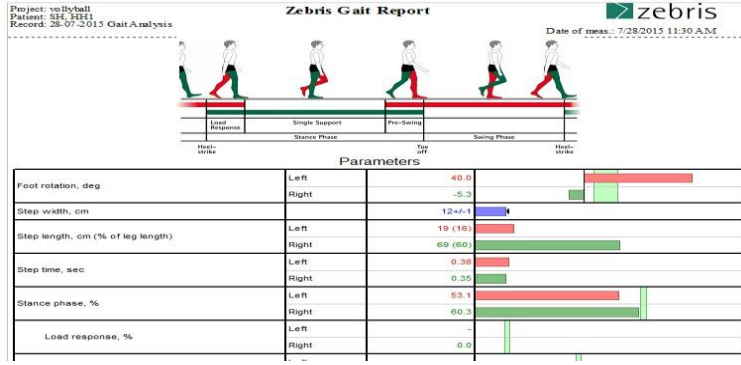 Project: vollyball
Patient: SH, HH1
Record: 28-07-2015 Gait Analysis
Zebris Gait Report
zebris
Date of meas.: 7/28/2015 11:30 AM
Load Response
Single Support
Pre-Swing
Stance Phase
Swing Phase
Heel-strike
Toe off
Heel-strike
Parameters
Foot rotation, deg
Left 40.0
Right -5.3
Step width, cm 12+/-1
Step length, cm (% of leg length)
Left 19 (16)
Right 69 (60)
Step time, sec
Left 0.38
Right 0.35
Stance phase, %
Left 53.1
Right 60.3
Load response, %
Left -
Right 0.0